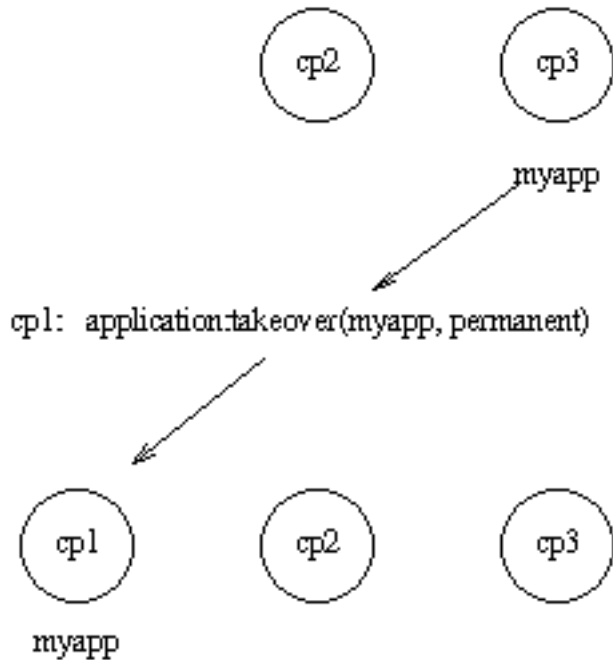 cp2 cp3
myapp
cp1: application:takeover(myapp, permanent)
cp1 cp2 cp3
myapp